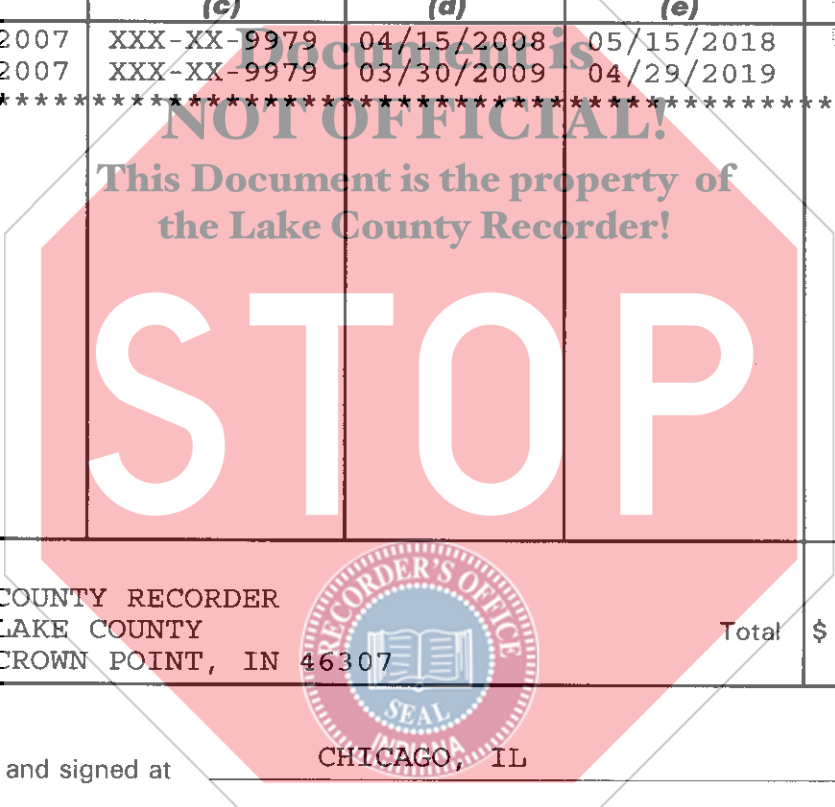 (c) (d) (e)
2007 XXX-XX-9979 04/15/2008 05/15/2018
2007 XXX-XX-9979 03/30/2009 04/29/2019
********************************************
Document is
NOT OFFICIAL!
This Document is the property of
the Lake County Recorder!
STOP
COUNTY RECORDER
LAKE COUNTY
CROWN POINT, IN 46307
Total $
RECORDER'S OFFICE
SEAL
INDIANA
and signed at CHICAGO, IL